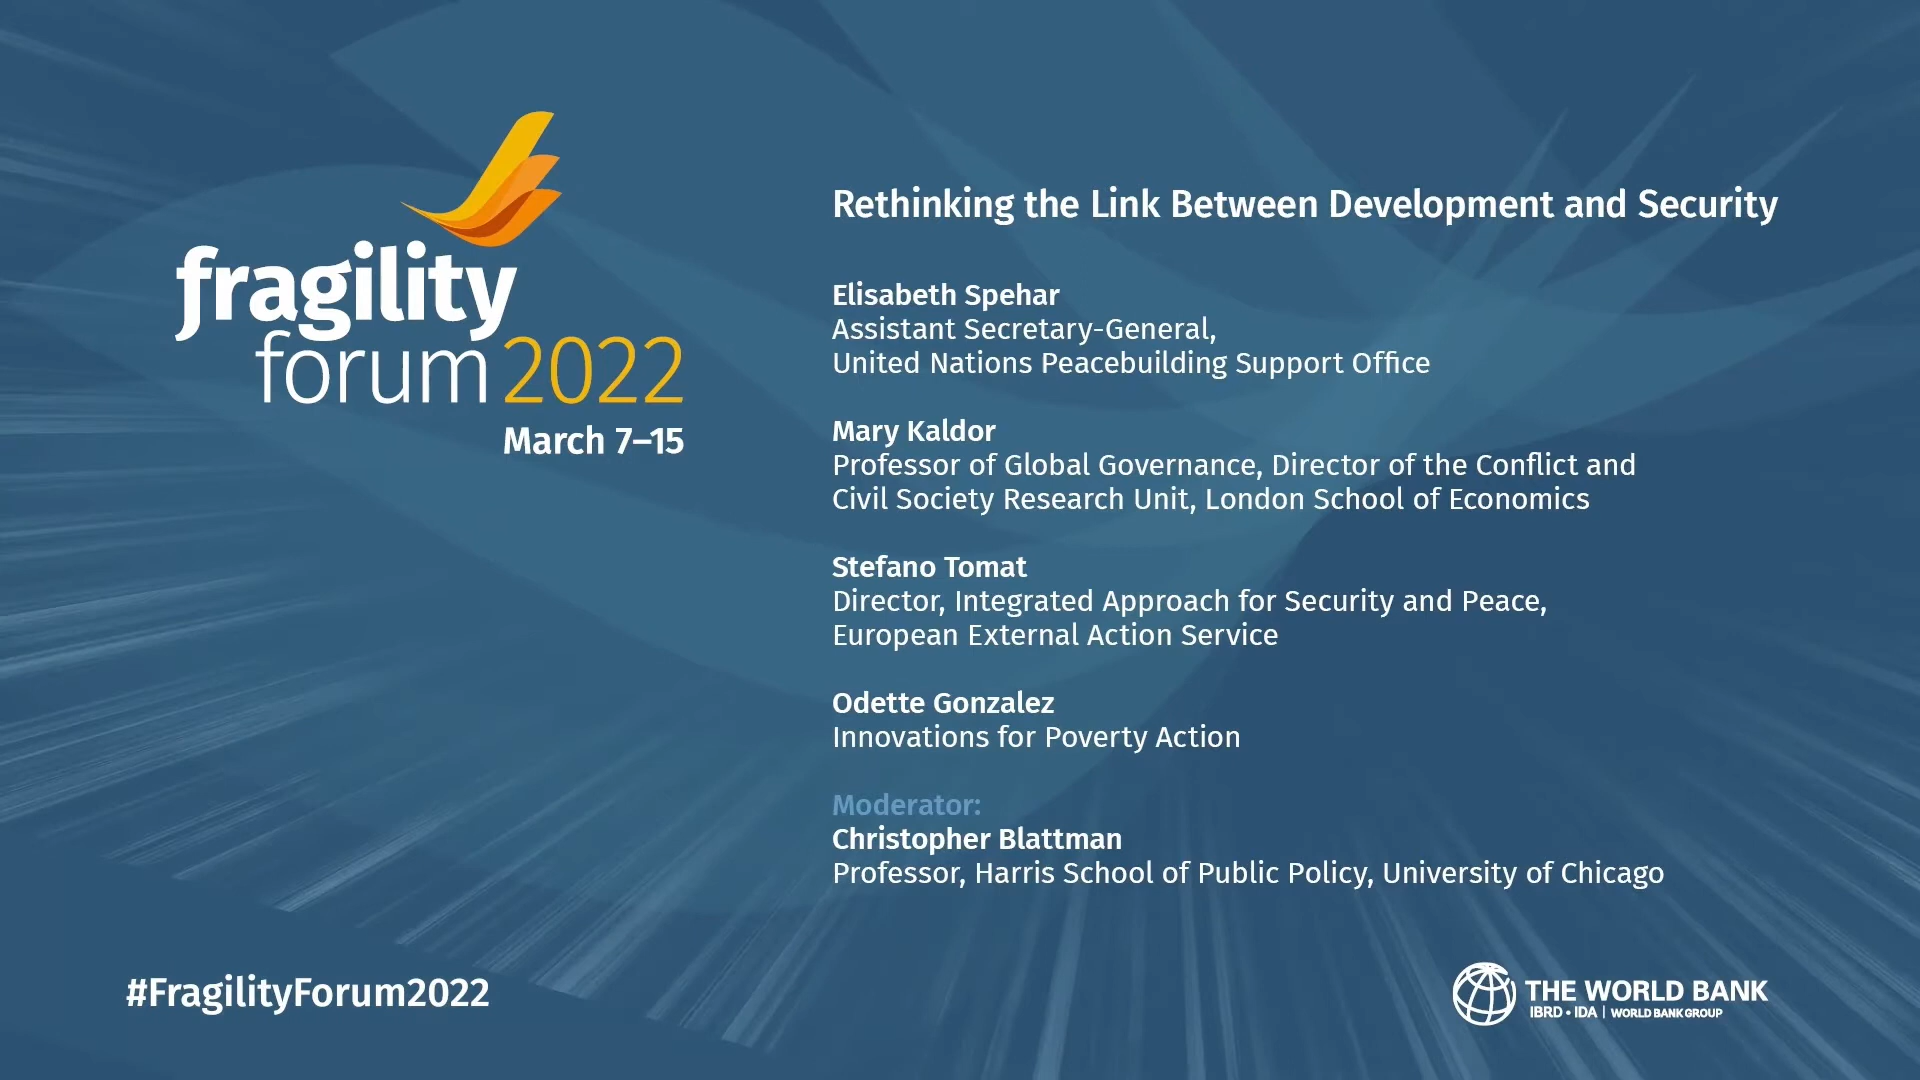 fragility
forum 2022
March 7–15
Rethinking the Link Between Development and Security
Elisabeth Spehar
Assistant Secretary-General,
United Nations Peacebuilding Support Office
Mary Kaldor
Professor of Global Governance, Director of the Conflict and
Civil Society Research Unit, London School of Economics
Stefano Tomat
Director, Integrated Approach for Security and Peace,
European External Action Service
Odette Gonzalez
Innovations for Poverty Action
Moderator:
Christopher Blattman
Professor, Harris School of Public Policy, University of Chicago
#FragilityForum2022
THE WORLD BANK
IBRD • IDA | WORLD BANK GROUP